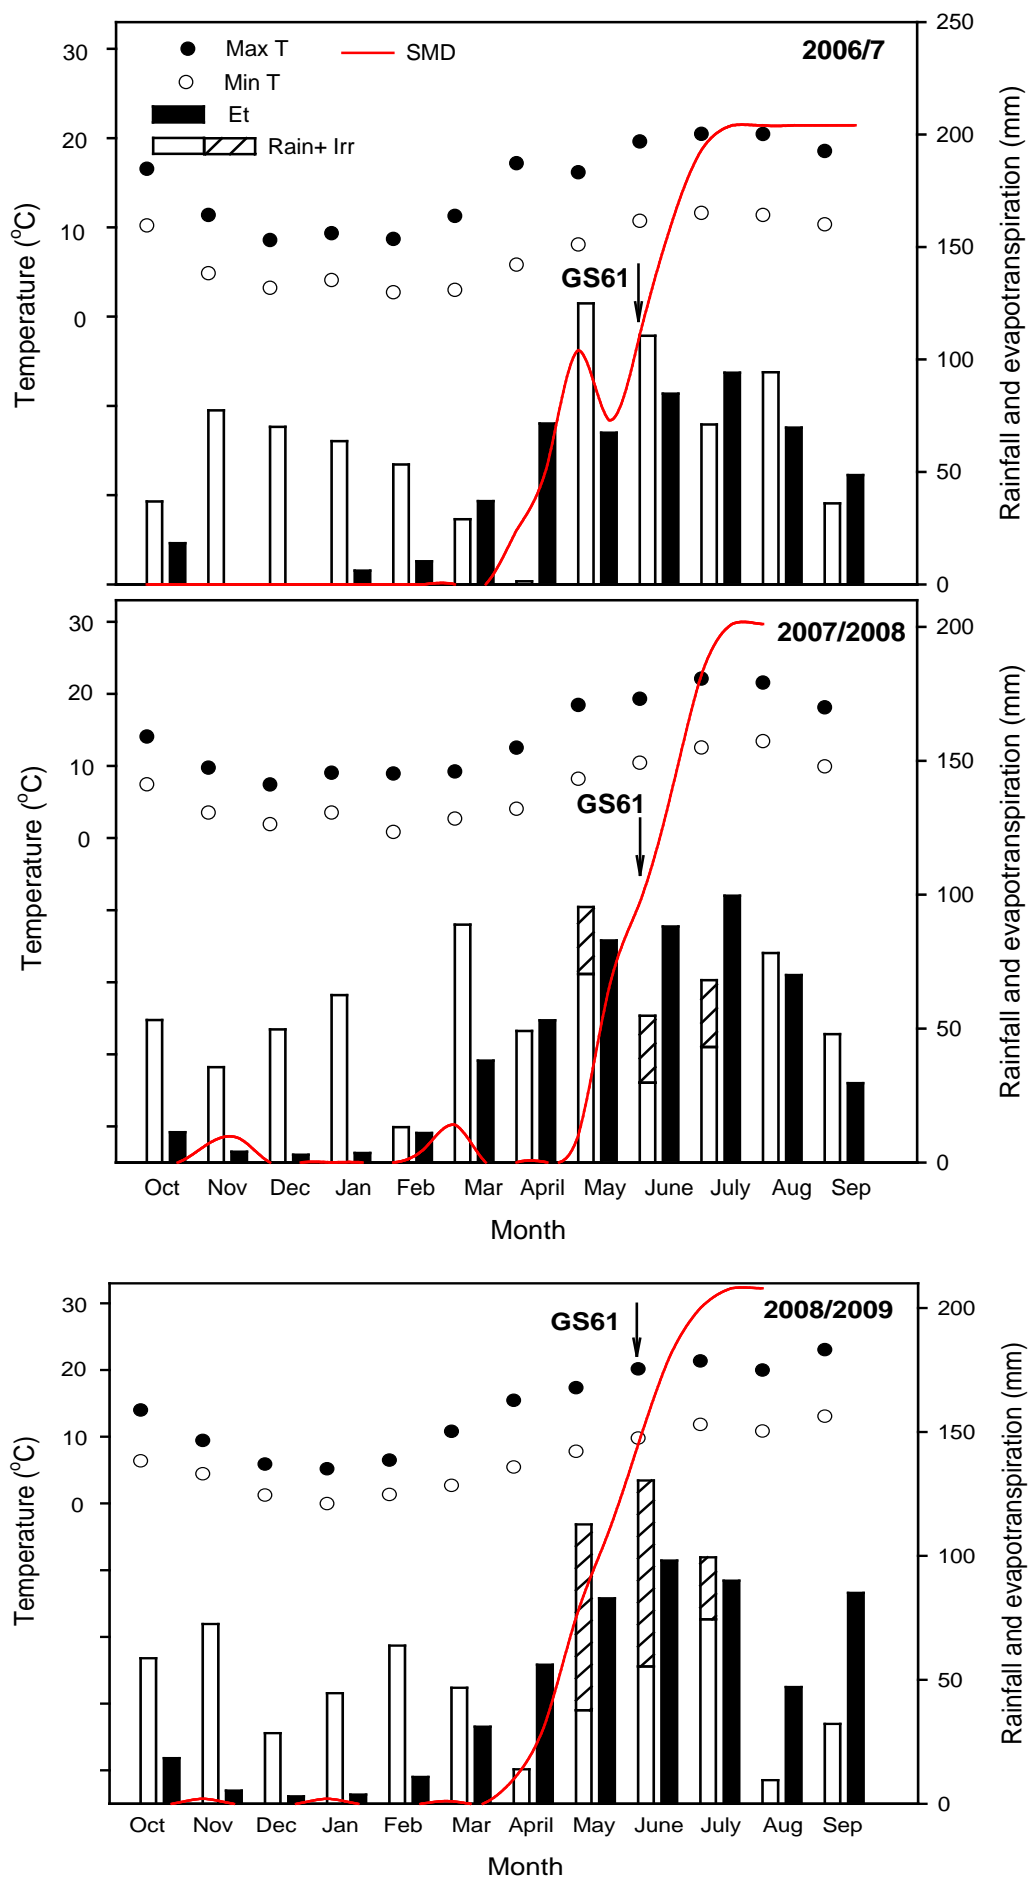 2006/7
Max T
SMD
Min T
Et
Rain+ Irr
GS61
30
20
10
0
Temperature (°C)
250
200
150
100
50
0
Rainfall and evapotranspiration (mm)
2007/2008
GS61
30
20
10
0
Temperature (°C)
200
150
100
50
0
Rainfall and evapotranspiration (mm)
Oct Nov Dec Jan Feb Mar April May June July Aug Sep
Month
2008/2009
GS61
30
20
10
0
Temperature (°C)
200
150
100
50
0
Rainfall and evapotranspiration (mm)
Oct Nov Dec Jan Feb Mar April May June July Aug Sep
Month